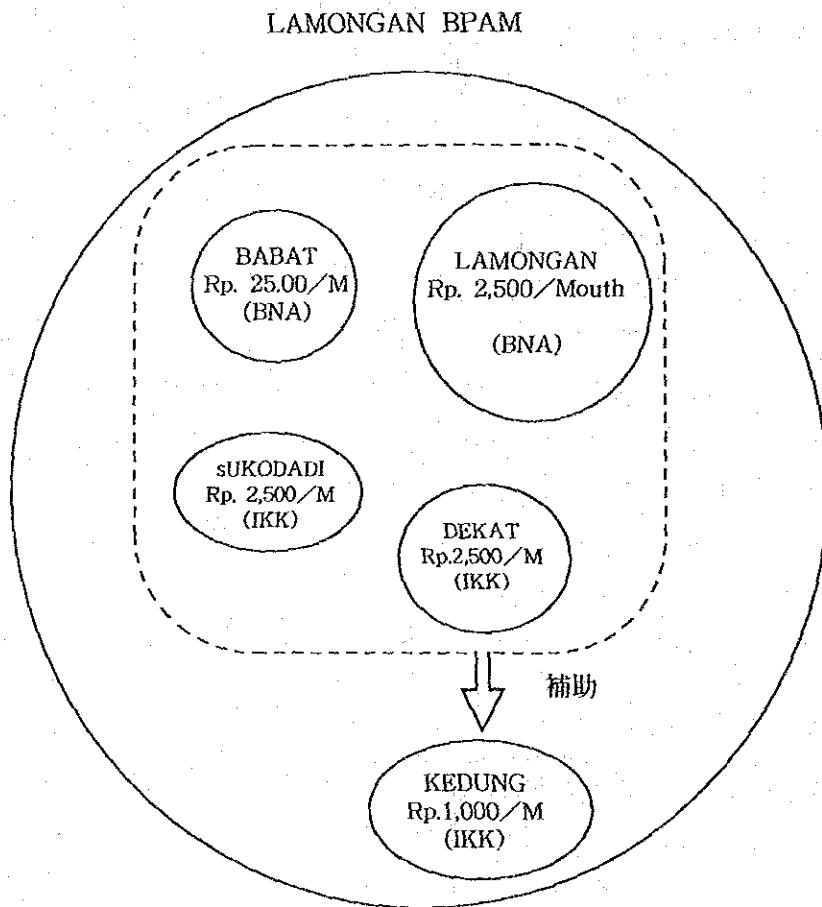 LAMONGAN BPAM
BABAT
Rp. 25.00/M
(BNA)
LAMONGAN
Rp. 2,500/Mouth
(BNA)
sUKODADI
Rp. 2,500/M
(IKK)
DEKAT
Rp.2,500/M
(IKK)
補助
KEDUNG
Rp.1,000/M
(IKK)